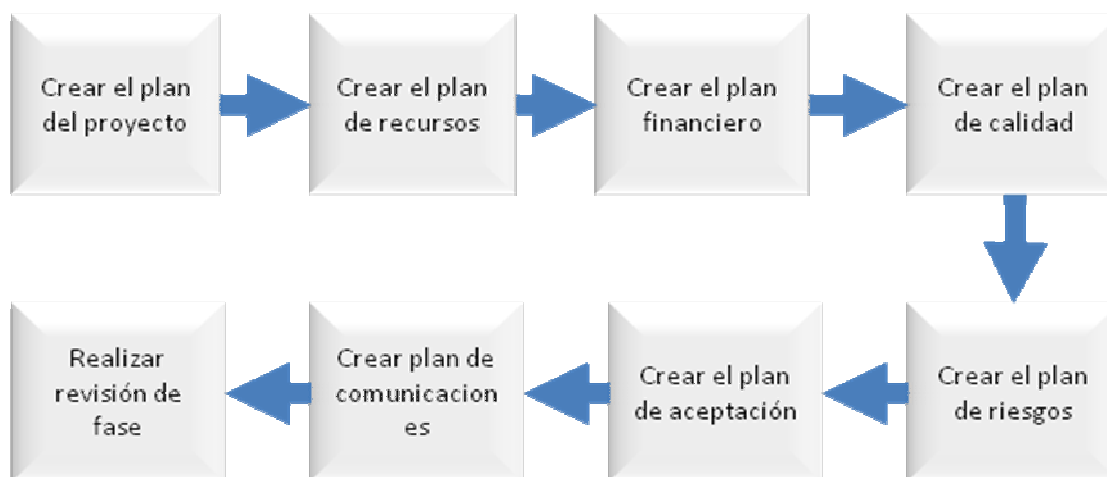 Crear el plan
del proyecto
Crear el plan
de recursos
Crear el plan
financiero
Crear el plan
de calidad
Crear el plan
de riesgos
Crear el plan
de aceptación
Crear plan de
comunicacion
es
Realizar
revisión de
fase